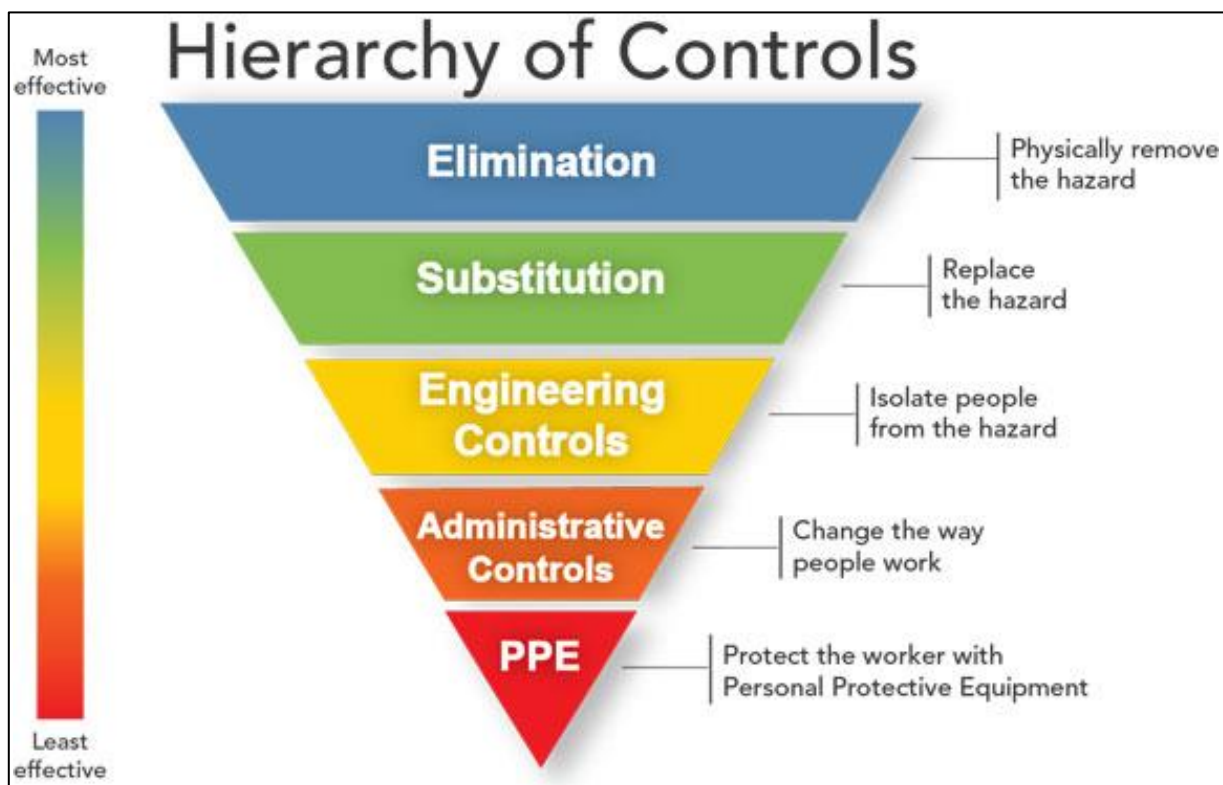 Hierarchy of Controls
Most
effective
Elimination
Physically remove
the hazard
Substitution
Replace
the hazard
Engineering
Controls
Isolate people
from the hazard
Administrative
Controls
Change the way
people work
PPE
Protect the worker with
Personal Protective Equipment
Least
effective